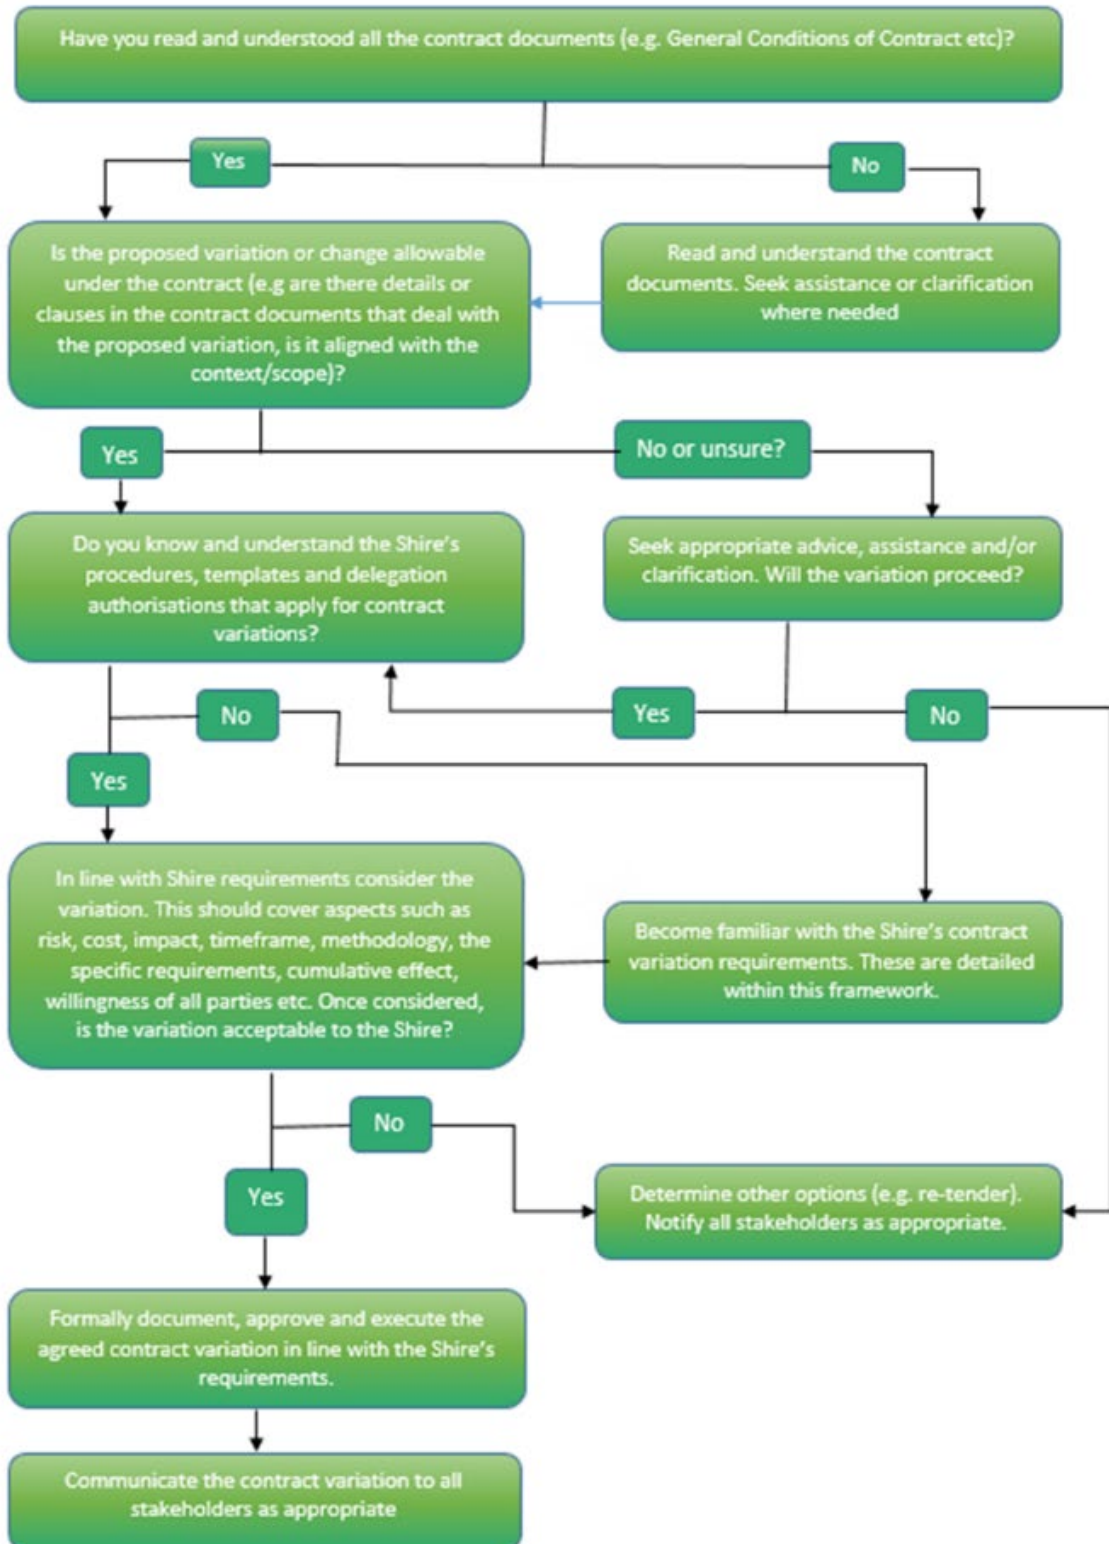 Have you read and understood all the contract documents (e.g. General Conditions of Contract etc)?
Yes
No
Is the proposed variation or change allowable
under the contract (e.g are there details or
clauses in the contract documents that deal with
the proposed variation, is it aligned with the
context/scope)?
Read and understand the contract
documents. Seek assistance or clarification
where needed
Yes
No or unsure?
Do you know and understand the Shire's
procedures, templates and delegation
authorisations that apply for contract
variations?
Seek appropriate advice, assistance and/or
clarification. Will the variation proceed?
No
Yes
No
Yes
In line with Shire requirements consider the
variation. This should cover aspects such as
risk, cost, impact, timeframe, methodology, the
specific requirements, cumulative effect,
willingness of all parties etc. Once considered,
is the variation acceptable to the Shire?
Become familiar with the Shire's contract
variation requirements. These are detailed
within this framework.
No
Yes
Determine other options (e.g. re-tender).
Notify all stakeholders as appropriate.
Formally document, approve and execute the
agreed contract variation in line with the Shire's
requirements.
Communicate the contract variation to all
stakeholders as appropriate